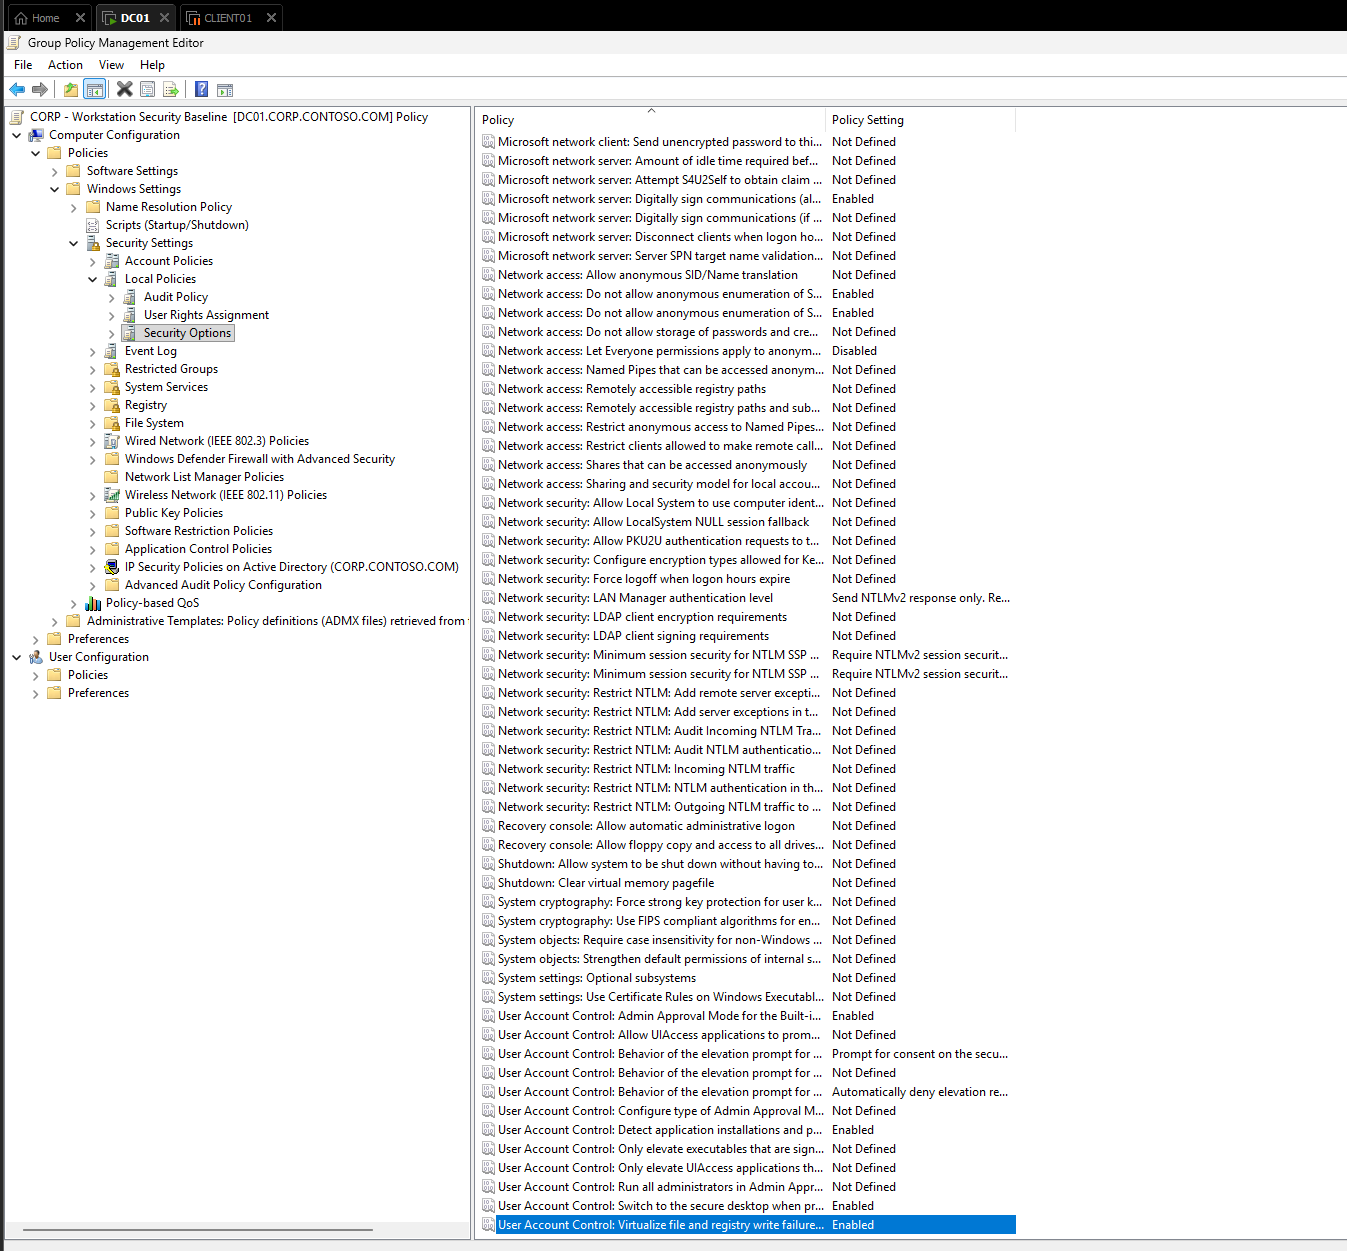 Home
DC01
CLIENT01
Group Policy Management Editor
File Action View Help
CORP - Workstation Security Baseline [DC01.CORP.CONTOSO.COM] Policy
Computer Configuration
Policies
Software Settings
Windows Settings
Name Resolution Policy
Scripts (Startup/Shutdown)
Security Settings
Account Policies
Local Policies
Audit Policy
User Rights Assignment
Security Options
Event Log
Restricted Groups
System Services
Registry
File System
Wired Network (IEEE 802.3) Policies
Windows Defender Firewall with Advanced Security
Network List Manager Policies
Wireless Network (IEEE 802.11) Policies
Public Key Policies
Software Restriction Policies
Application Control Policies
IP Security Policies on Active Directory (CORP.CONTOSO.COM)
Advanced Audit Policy Configuration
Policy-based QoS
Administrative Templates: Policy definitions (ADMX files) retrieved from
Preferences
User Configuration
Policies
Preferences
Policy Policy Setting
Microsoft network client: Send unencrypted password to thi... Not Defined
Microsoft network server: Amount of idle time required bef... Not Defined
Microsoft network server: Attempt S4U2Self to obtain claim ... Not Defined
Microsoft network server: Digitally sign communications (al... Enabled
Microsoft network server: Digitally sign communications (if ... Not Defined
Microsoft network server: Disconnect clients when logon ho... Not Defined
Microsoft network server: Server SPN target name validation... Not Defined
Network access: Allow anonymous SID/Name translation Not Defined
Network access: Do not allow anonymous enumeration of S... Enabled
Network access: Do not allow anonymous enumeration of S... Enabled
Network access: Do not allow storage of passwords and cre... Not Defined
Network access: Let Everyone permissions apply to anonym... Disabled
Network access: Named Pipes that can be accessed anonym... Not Defined
Network access: Remotely accessible registry paths Not Defined
Network access: Remotely accessible registry paths and sub... Not Defined
Network access: Restrict anonymous access to Named Pipes... Not Defined
Network access: Restrict clients allowed to make remote call... Not Defined
Network access: Shares that can be accessed anonymously Not Defined
Network access: Sharing and security model for local accou... Not Defined
Network security: Allow Local System to use computer ident... Not Defined
Network security: Allow LocalSystem NULL session fallback Not Defined
Network security: Allow PKU2U authentication requests to t... Not Defined
Network security: Configure encryption types allowed for Ke... Not Defined
Network security: Force logoff when logon hours expire Not Defined
Network security: LAN Manager authentication level Send NTLMv2 response only. Re...
Network security: LDAP client encryption requirements Not Defined
Network security: LDAP client signing requirements Not Defined
Network security: Minimum session security for NTLM SSP ... Require NTLMv2 session securit...
Network security: Minimum session security for NTLM SSP ... Require NTLMv2 session securit...
Network security: Restrict NTLM: Add remote server excepti... Not Defined
Network security: Restrict NTLM: Add server exceptions in t... Not Defined
Network security: Restrict NTLM: Audit Incoming NTLM Tra... Not Defined
Network security: Restrict NTLM: Audit NTLM authenticatio... Not Defined
Network security: Restrict NTLM: Incoming NTLM traffic Not Defined
Network security: Restrict NTLM: NTLM authentication in th... Not Defined
Network security: Restrict NTLM: Outgoing NTLM traffic to ... Not Defined
Recovery console: Allow automatic administrative logon Not Defined
Recovery console: Allow floppy copy and access to all drives... Not Defined
Shutdown: Allow system to be shut down without having to... Not Defined
Shutdown: Clear virtual memory pagefile Not Defined
System cryptography: Force strong key protection for user k... Not Defined
System cryptography: Use FIPS compliant algorithms for en... Not Defined
System objects: Require case insensitivity for non-Windows ... Not Defined
System objects: Strengthen default permissions of internal s... Not Defined
System settings: Optional subsystems Not Defined
System settings: Use Certificate Rules on Windows Executabl... Not Defined
User Account Control: Admin Approval Mode for the Built-i... Enabled
User Account Control: Allow UIAccess applications to prom... Not Defined
User Account Control: Behavior of the elevation prompt for ... Prompt for consent on the secu...
User Account Control: Behavior of the elevation prompt for ... Not Defined
User Account Control: Behavior of the elevation prompt for ... Automatically deny elevation re...
User Account Control: Configure type of Admin Approval M... Not Defined
User Account Control: Detect application installations and p... Enabled
User Account Control: Only elevate executables that are sign... Not Defined
User Account Control: Only elevate UIAccess applications th... Not Defined
User Account Control: Run all administrators in Admin Appr... Not Defined
User Account Control: Switch to the secure desktop when pr... Enabled
User Account Control: Virtualize file and registry write failure... Enabled